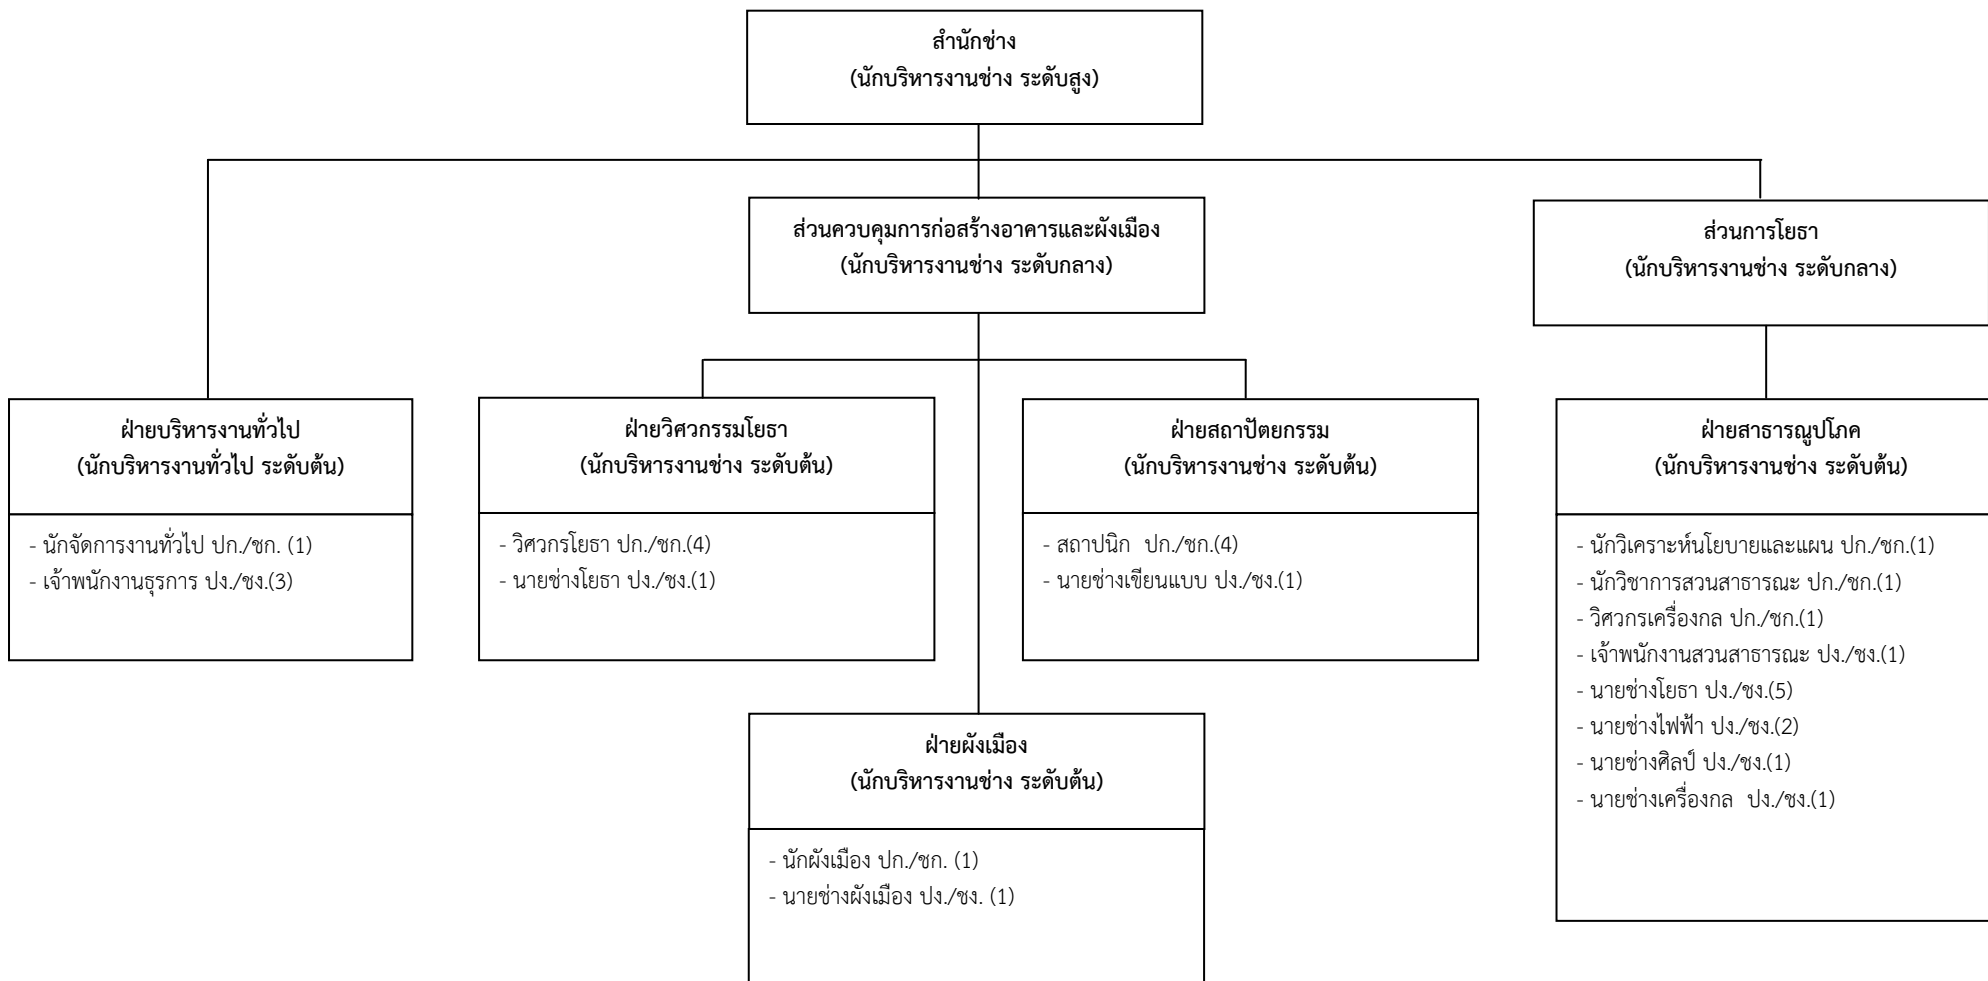 สำนักช่าง
(นักบริหารงานช่าง ระดับสูง)
ส่วนควบคุมการก่อสร้างอาคารและผังเมือง
(นักบริหารงานช่าง ระดับกลาง)
ส่วนการโยธา
(นักบริหารงานช่าง ระดับกลาง)
ฝ่ายบริหารงานทั่วไป
(นักบริหารงานทั่วไป ระดับต้น)
- นักจัดการงานทั่วไป ปก./ชก. (1)
- เจ้าพนักงานธุรการ ปง./ชง.(3)
ฝ่ายวิศวกรรมโยธา
(นักบริหารงานช่าง ระดับต้น)
- วิศวกรโยธา ปก./ชก.(4)
- นายช่างโยธา ปง./ชง.(1)
ฝ่ายสถาปัตยกรรม
(นักบริหารงานช่าง ระดับต้น)
- สถาปนิก  ปก./ชก.(4)
- นายช่างเขียนแบบ ปง./ชง.(1)
ฝ่ายสาธารณูปโภค
(นักบริหารงานช่าง ระดับต้น)
- นักวิเคราะห์นโยบายและแผน ปก./ชก.(1)
- นักวิชาการสวนสาธารณะ ปก./ชก.(1)
- วิศวกรเครื่องกล ปก./ชก.(1)
- เจ้าพนักงานสวนสาธารณะ ปง./ชง.(1)
- นายช่างโยธา ปง./ชง.(5)
- นายช่างไฟฟ้า ปง./ชง.(2)
- นายช่างศิลป์ ปง./ชง.(1)
- นายช่างเครื่องกล  ปง./ชง.(1)
ฝ่ายผังเมือง
(นักบริหารงานช่าง ระดับต้น)
- นักผังเมือง ปก./ชก. (1)
- นายช่างผังเมือง ปง./ชง. (1)